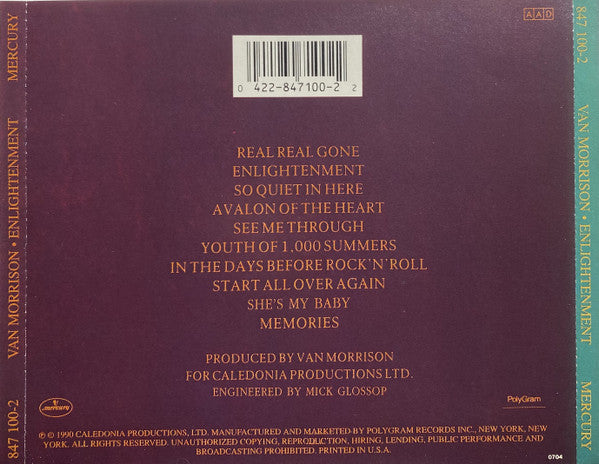 847 100-2 VAN MORRISON • ENLIGHTENMENT MERCURY
A A D
0 422-847100-2 2
REAL REAL GONE
ENLIGHTENMENT
SO QUIET IN HERE
AVALON OF THE HEART
SEE ME THROUGH
YOUTH OF 1,000 SUMMERS
IN THE DAYS BEFORE ROCK'N'ROLL
START ALL OVER AGAIN
SHE'S MY BABY
MEMORIES
PRODUCED BY VAN MORRISON
FOR CALEDONIA PRODUCTIONS LTD.
ENGINEERED BY MICK GLOSSOP
mercury
PolyGram
℗ © 1990 CALEDONIA PRODUCTIONS, LTD. MANUFACTURED AND MARKETED BY POLYGRAM RECORDS INC., NEW YORK, NEW
YORK. ALL RIGHTS RESERVED. UNAUTHORIZED COPYING, REPRODUCTION, HIRING, LENDING, PUBLIC PERFORMANCE AND
BROADCASTING PROHIBITED. PRINTED IN U.S.A.
0704
847 100-2 VAN MORRISON • ENLIGHTENMENT MERCURY